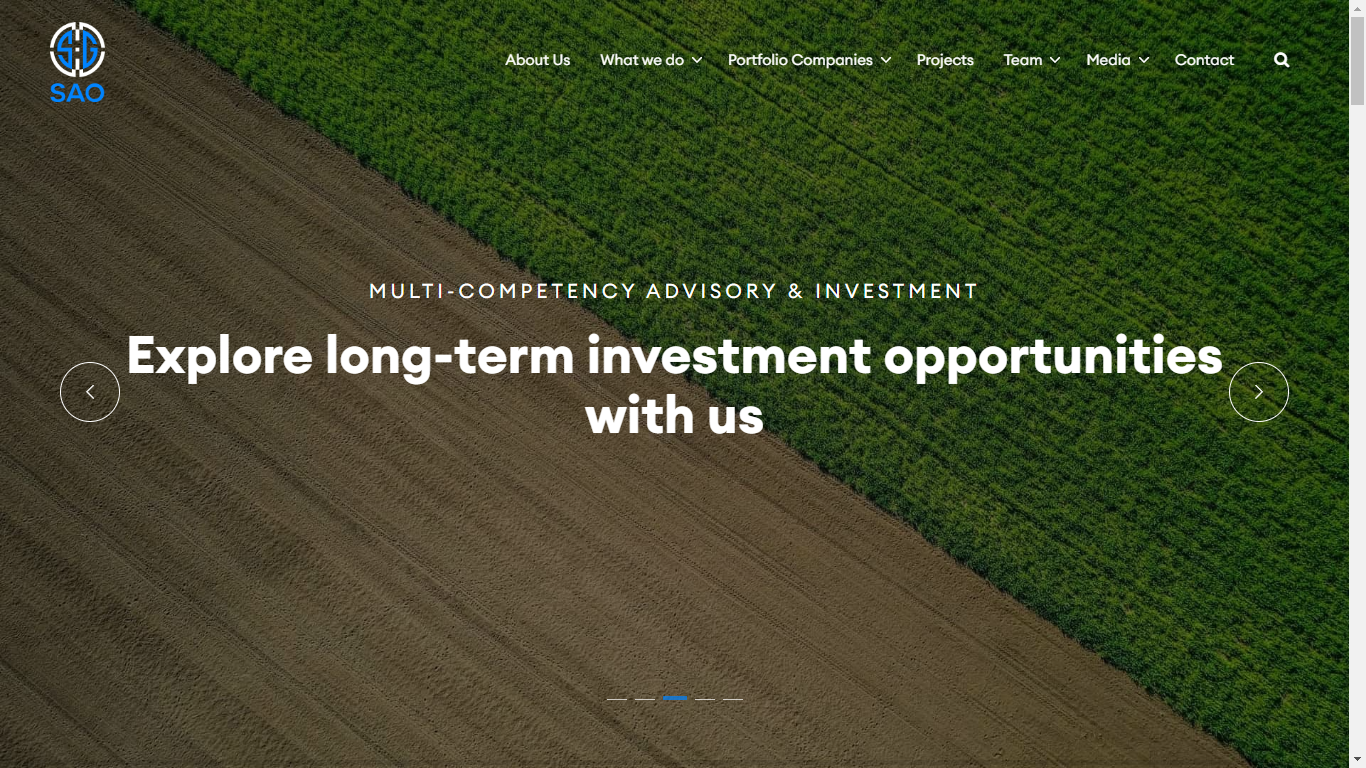 SG
SAO
About Us
What we do
Portfolio Companies
Projects
Team
Media
Contact
MULTI-COMPETENCY ADVISORY & INVESTMENT
Explore long-term investment opportunities
with us